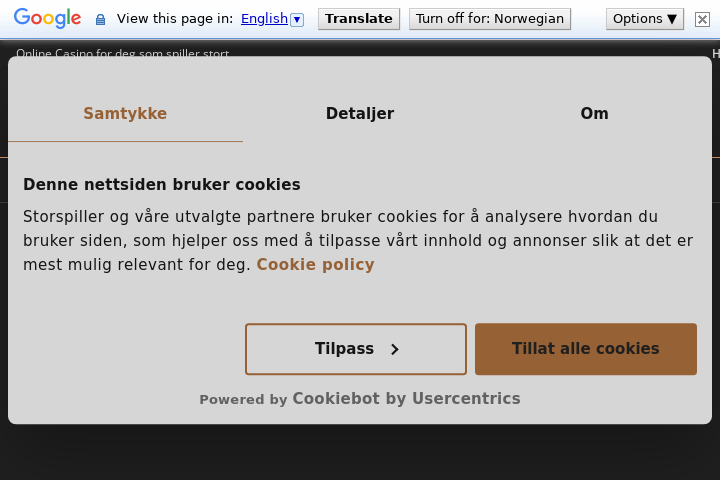 Google View this page in: English Translate Turn off for: Norwegian Options ▼
Online Casino for deg som spiller stort
H
Samtykke Detaljer Om
Denne nettsiden bruker cookies
Storspiller og våre utvalgte partnere bruker cookies for å analysere hvordan du
bruker siden, som hjelper oss med å tilpasse vårt innhold og annonser slik at det er
mest mulig relevant for deg. Cookie policy
Tilpass Tillat alle cookies
Powered by Cookiebot by Usercentrics